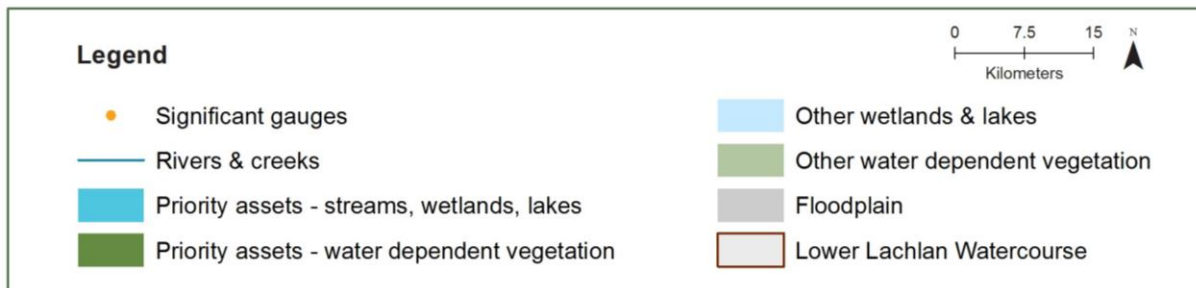 Legend
0 7.5 15
N
Kilometers
Significant gauges
Rivers & creeks
Priority assets - streams, wetlands, lakes
Priority assets - water dependent vegetation
Other wetlands & lakes
Other water dependent vegetation
Floodplain
Lower Lachlan Watercourse